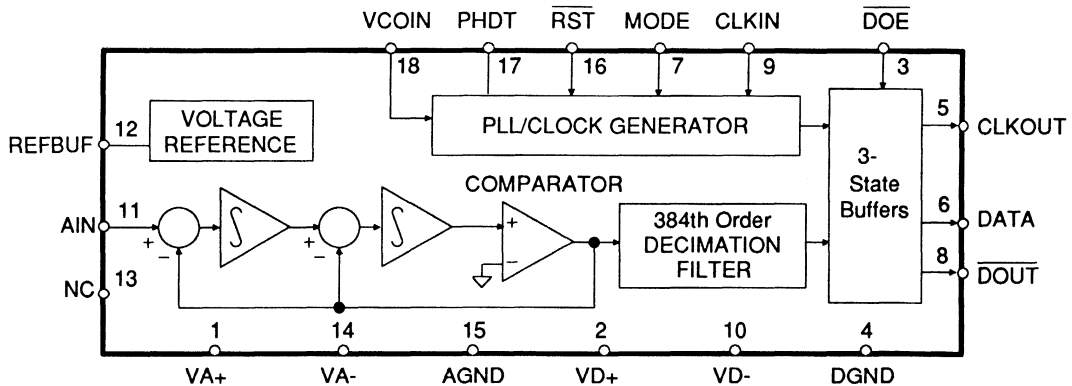 VCOIN PHDT RST MODE CLKIN DOE
18 17 16 7 9 3
VOLTAGE
REFERENCE
REFBUF 12
PLL/CLOCK GENERATOR
5 CLKOUT
3-
State
Buffers
COMPARATOR
AIN 11
+
−
∫
+
−
∫
+
−
384th Order
DECIMATION
FILTER
6 DATA
8 DOUT
NC 13
1 14 15 2 10 4
VA+ VA- AGND VD+ VD- DGND